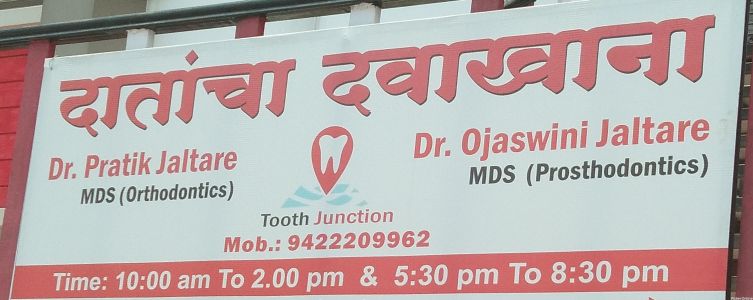 दातांचा दवाखाना
Dr. Pratik Jaltare
MDS (Orthodontics)
Dr. Ojaswini Jaltare
MDS (Prosthodontics)
Tooth Junction
Mob.: 9422209962
Time: 10:00 am To 2.00 pm & 5:30 pm To 8:30 pm